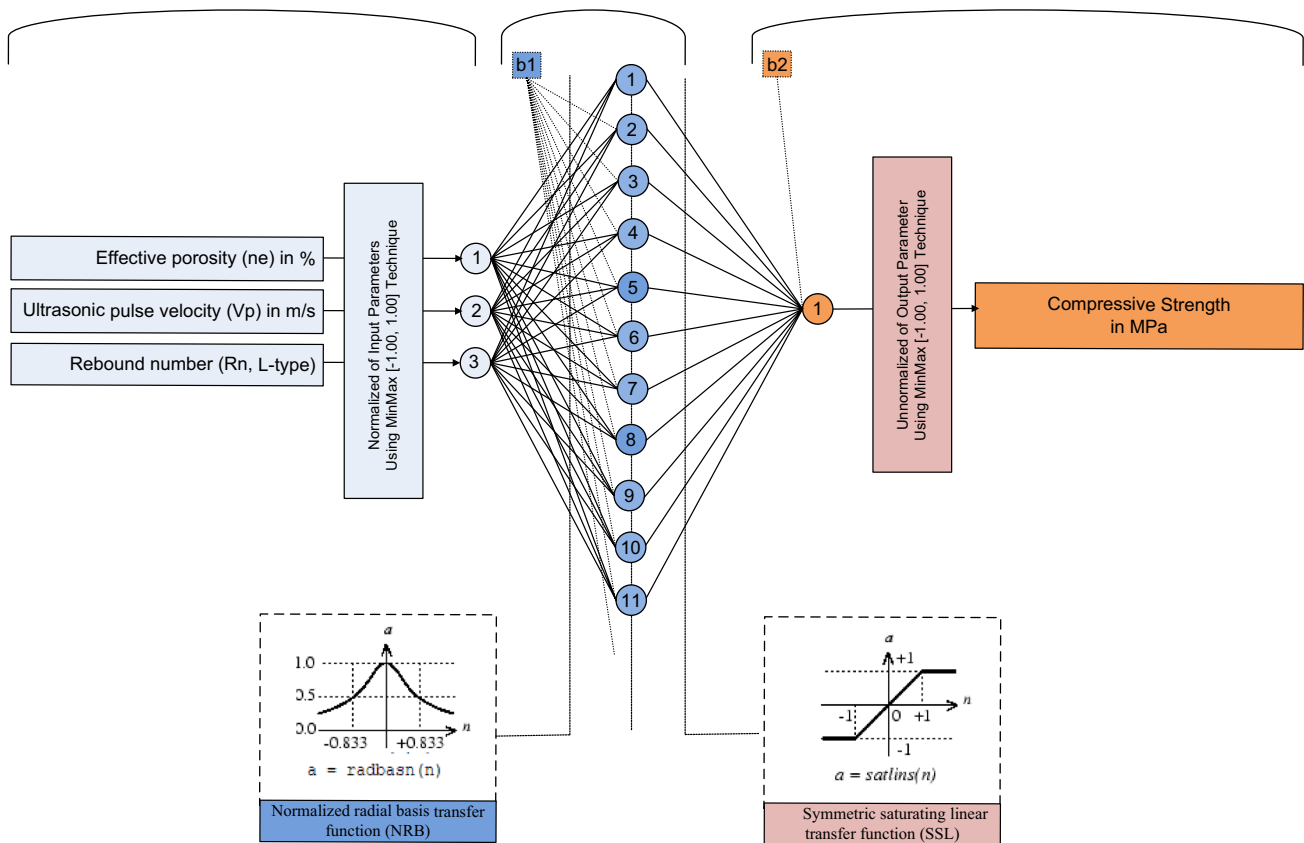 b1
b2
1
2
3
4
5
6
7
8
9
10
11
Effective porosity (ne) in %
Ultrasonic pulse velocity (Vp) in m/s
Rebound number (Rn, L-type)
Normalized of Input Parameters
Using MinMax [-1.00, 1.00] Technique
1
2
3
1
Unnormalized of Output Parameter
Using MinMax [-1.00, 1.00] Technique
Compressive Strength
in MPa
a
1.0
0.5
0.0
n
-0.833 +0.833
a = radbasn(n)
Normalized radial basis transfer
function (NRB)
a
+1
n
-1 0 +1
-1
a = satlins(n)
Symmetric saturating linear
transfer function (SSL)